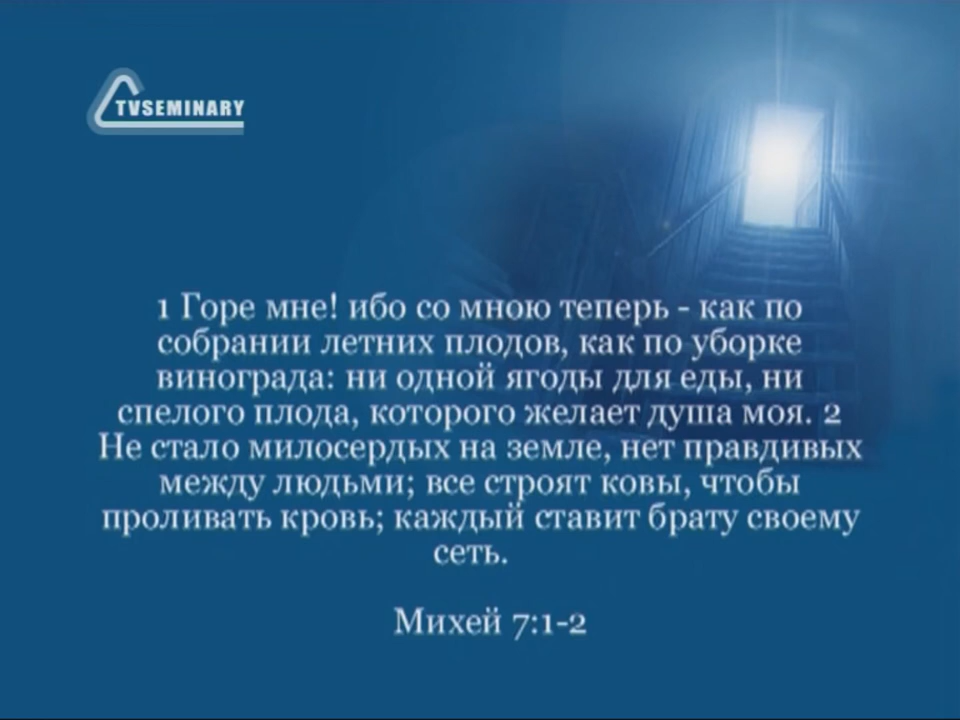 TVSEMINARY
1 Горе мне! ибо со мною теперь - как по
собрании летних плодов, как по уборке
винограда: ни одной ягоды для еды, ни
спелого плода, которого желает душа моя. 2
Не стало милосердых на земле, нет правдивых
между людьми; все строят ковы, чтобы
проливать кровь; каждый ставит брату своему
сеть.
Михей 7:1-2